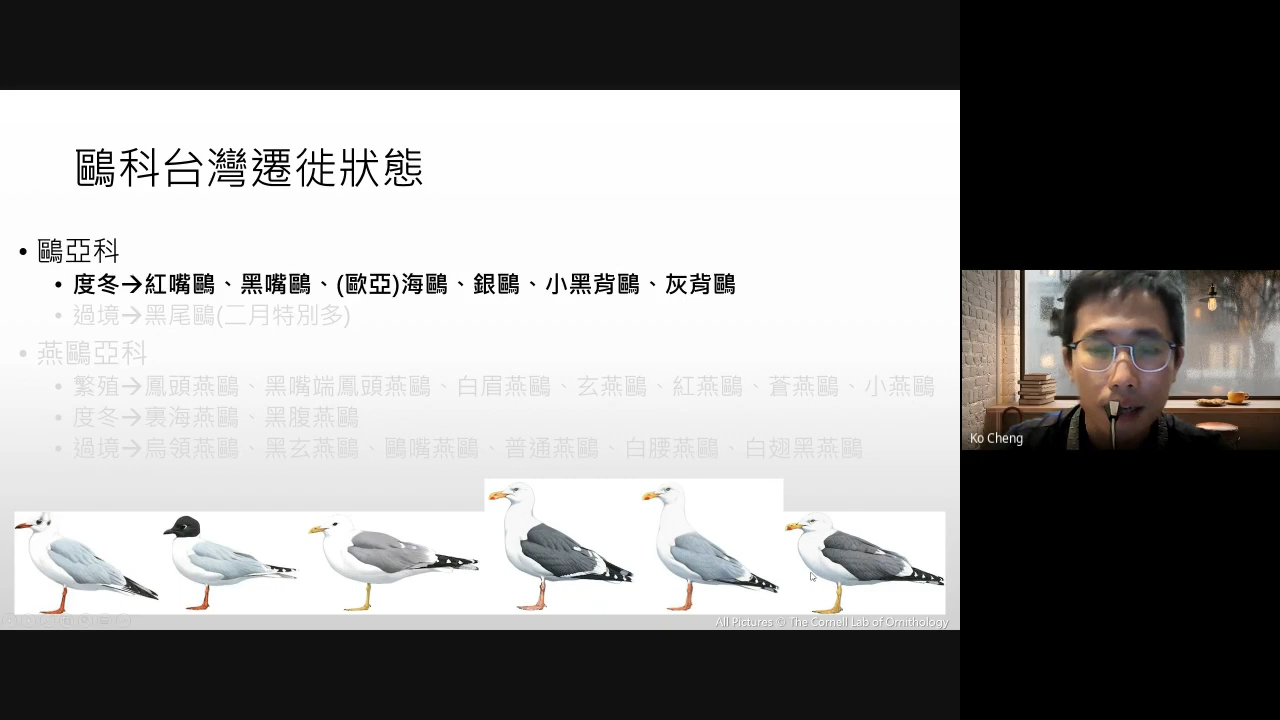 鷗科台灣遷徙狀態
• 鷗亞科
• 度冬→紅嘴鷗、黑嘴鷗、(歐亞)海鷗、銀鷗、小黑背鷗、灰背鷗
• 過境→黑尾鷗(二月特別多)
• 燕鷗亞科
• 繁殖→鳳頭燕鷗、黑嘴端鳳頭燕鷗、白眉燕鷗、玄燕鷗、紅燕鷗、蒼燕鷗、小燕鷗
• 度冬→裏海燕鷗、黑腹燕鷗
• 過境→烏領燕鷗、黑玄燕鷗、鷗嘴燕鷗、普通燕鷗、白腰燕鷗、白翅黑燕鷗
All Pictures © The Cornell Lab of Ornithology
Ko Cheng